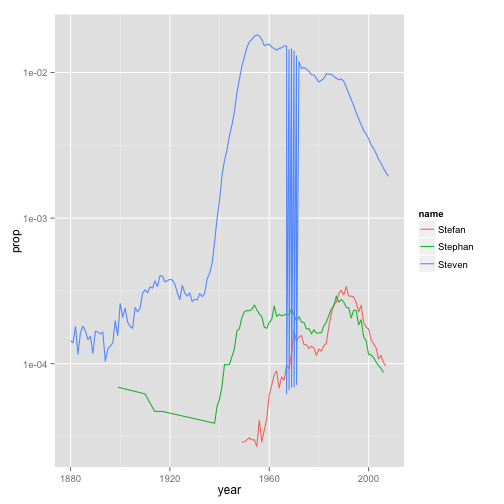 1e-02
1e-03
1e-04
prop
1880
1920
1960
2000
year
name
Stefan
Stephan
Steven